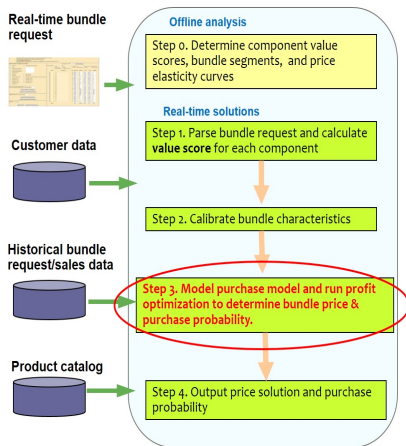 Real-time bundle
request
Offline analysis
Step 0. Determine component value
scores, bundle segments, and price
elasticity curves
Real-time solutions
Step 1. Parse bundle request and calculate
value score for each component
Customer data
Step 2. Calibrate bundle characteristics
Historical bundle
request/sales data
Step 3. Model purchase model and run profit
optimization to determine bundle price &
purchase probability.
Product catalog
Step 4. Output price solution and purchase
probability